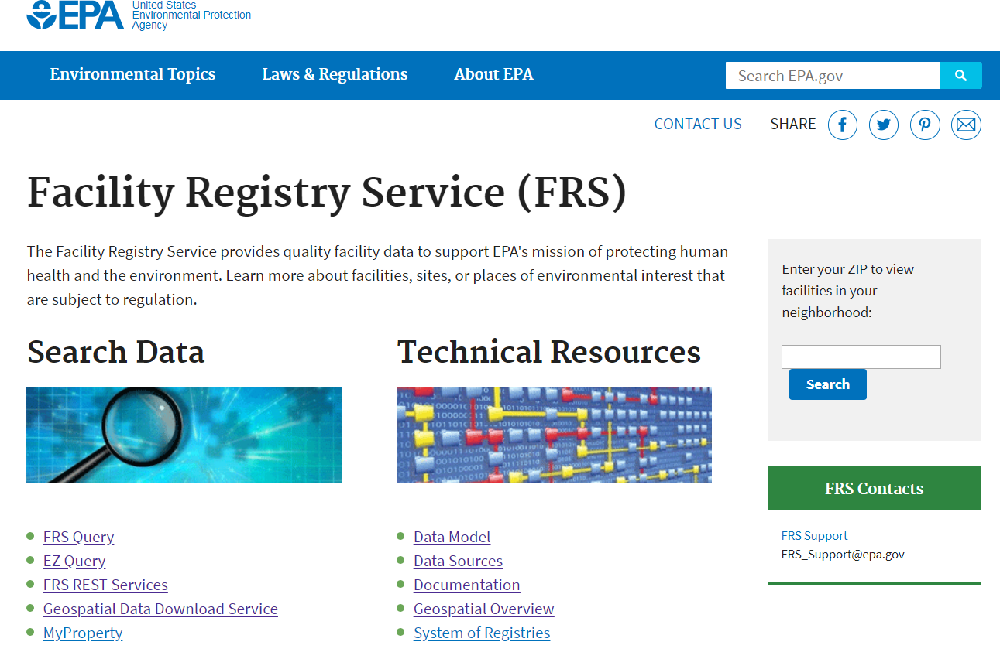 EPA
United States
Environmental Protection
Agency
Environmental Topics
Laws & Regulations
About EPA
Search EPA.gov
CONTACT US
SHARE
Facility Registry Service (FRS)
The Facility Registry Service provides quality facility data to support EPA's mission of protecting human
health and the environment. Learn more about facilities, sites, or places of environmental interest that
are subject to regulation.
Enter your ZIP to view
facilities in your
neighborhood:
Search
Search Data
FRS Query
EZ Query
FRS REST Services
Geospatial Data Download Service
MyProperty
Technical Resources
Data Model
Data Sources
Documentation
Geospatial Overview
System of Registries
FRS Contacts
FRS Support
FRS_Support@epa.gov